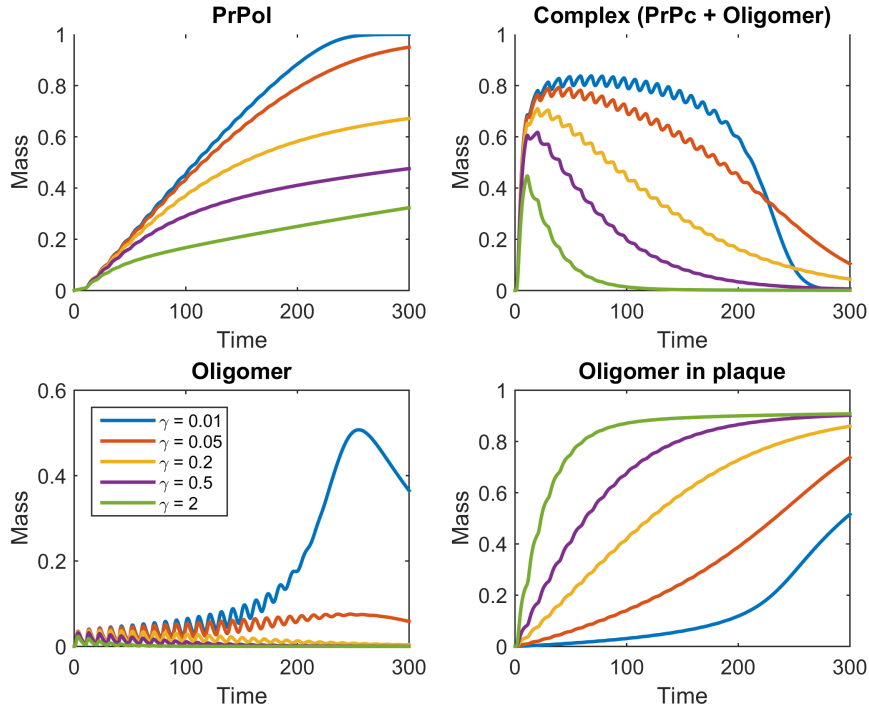 PrPol
Mass
1
0.8
0.6
0.4
0.2
0
0
100
200
300
Time
Complex (PrPc + Oligomer)
Mass
1
0.8
0.6
0.4
0.2
0
0
100
200
300
Time
Oligomer
Mass
0.6
0.4
0.2
0
γ = 0.01
γ = 0.05
γ = 0.2
γ = 0.5
γ = 2
0
100
200
300
Time
Oligomer in plaque
Mass
1
0.8
0.6
0.4
0.2
0
0
100
200
300
Time